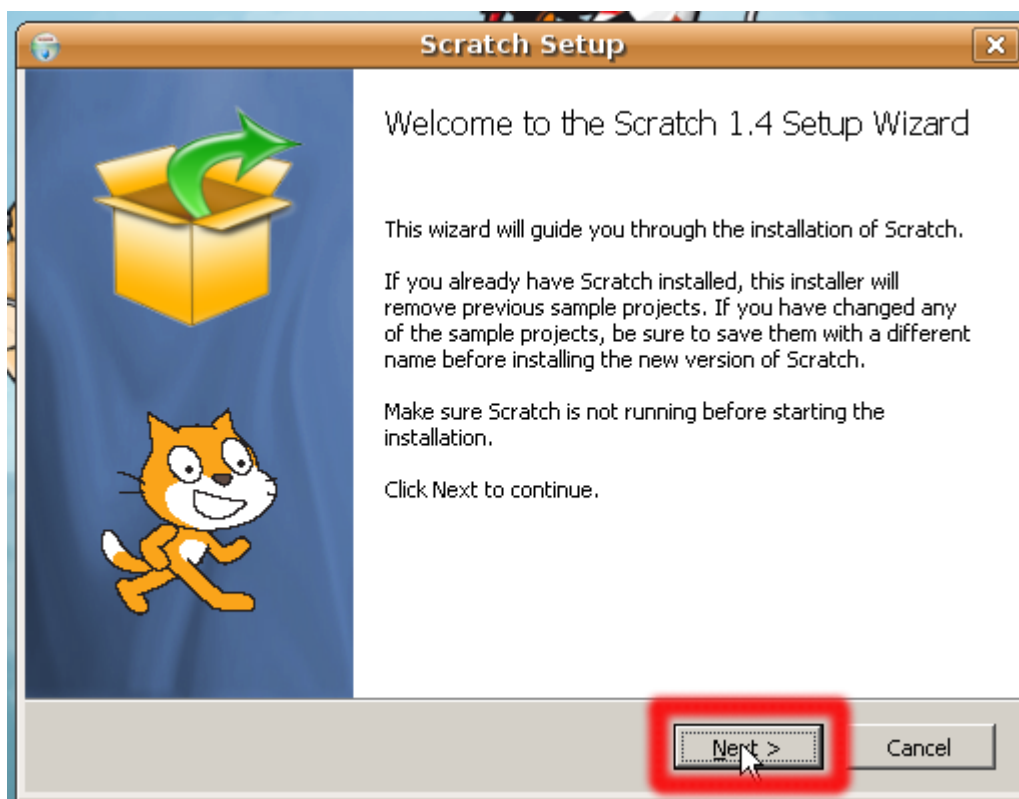 Scratch Setup
Welcome to the Scratch 1.4 Setup Wizard
This wizard will guide you through the installation of Scratch.
If you already have Scratch installed, this installer will
remove previous sample projects. If you have changed any
of the sample projects, be sure to save them with a different
name before installing the new version of Scratch.
Make sure Scratch is not running before starting the
installation.
Click Next to continue.
Next >
Cancel